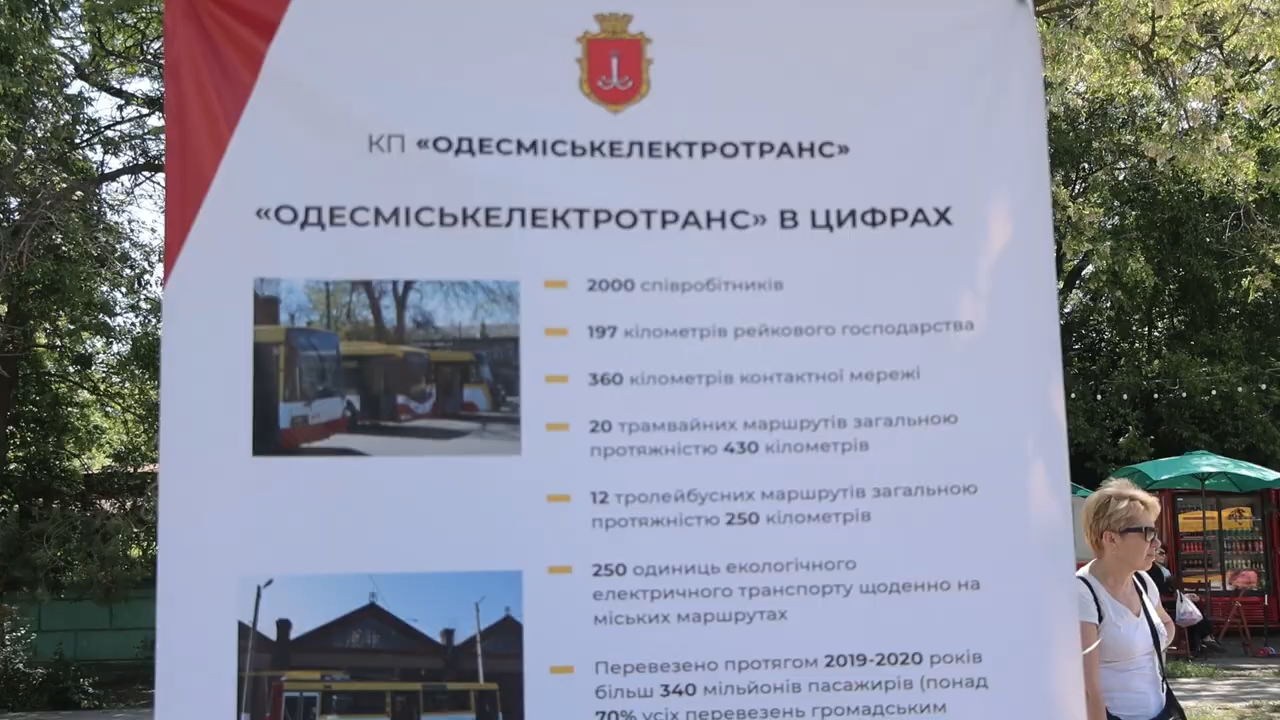 КП «ОДЕСМІСЬКЕЛЕКТРОТРАНС»
«ОДЕСМІСЬКЕЛЕКТРОТРАНС» В ЦИФРАХ
2000 співробітників
197 кілометрів рейкового господарства
360 кілометрів контактної мережі
20 трамвайних маршрутів загальною
протяжністю 430 кілометрів
12 тролейбусних маршрутів загальною
протяжністю 250 кілометрів
250 одиниць екологічного
електричного транспорту щоденно на
міських маршрутах
Перевезено протягом 2019-2020 років
більш 340 мільйонів пасажирів (понад
70% усіх перевезень громадським